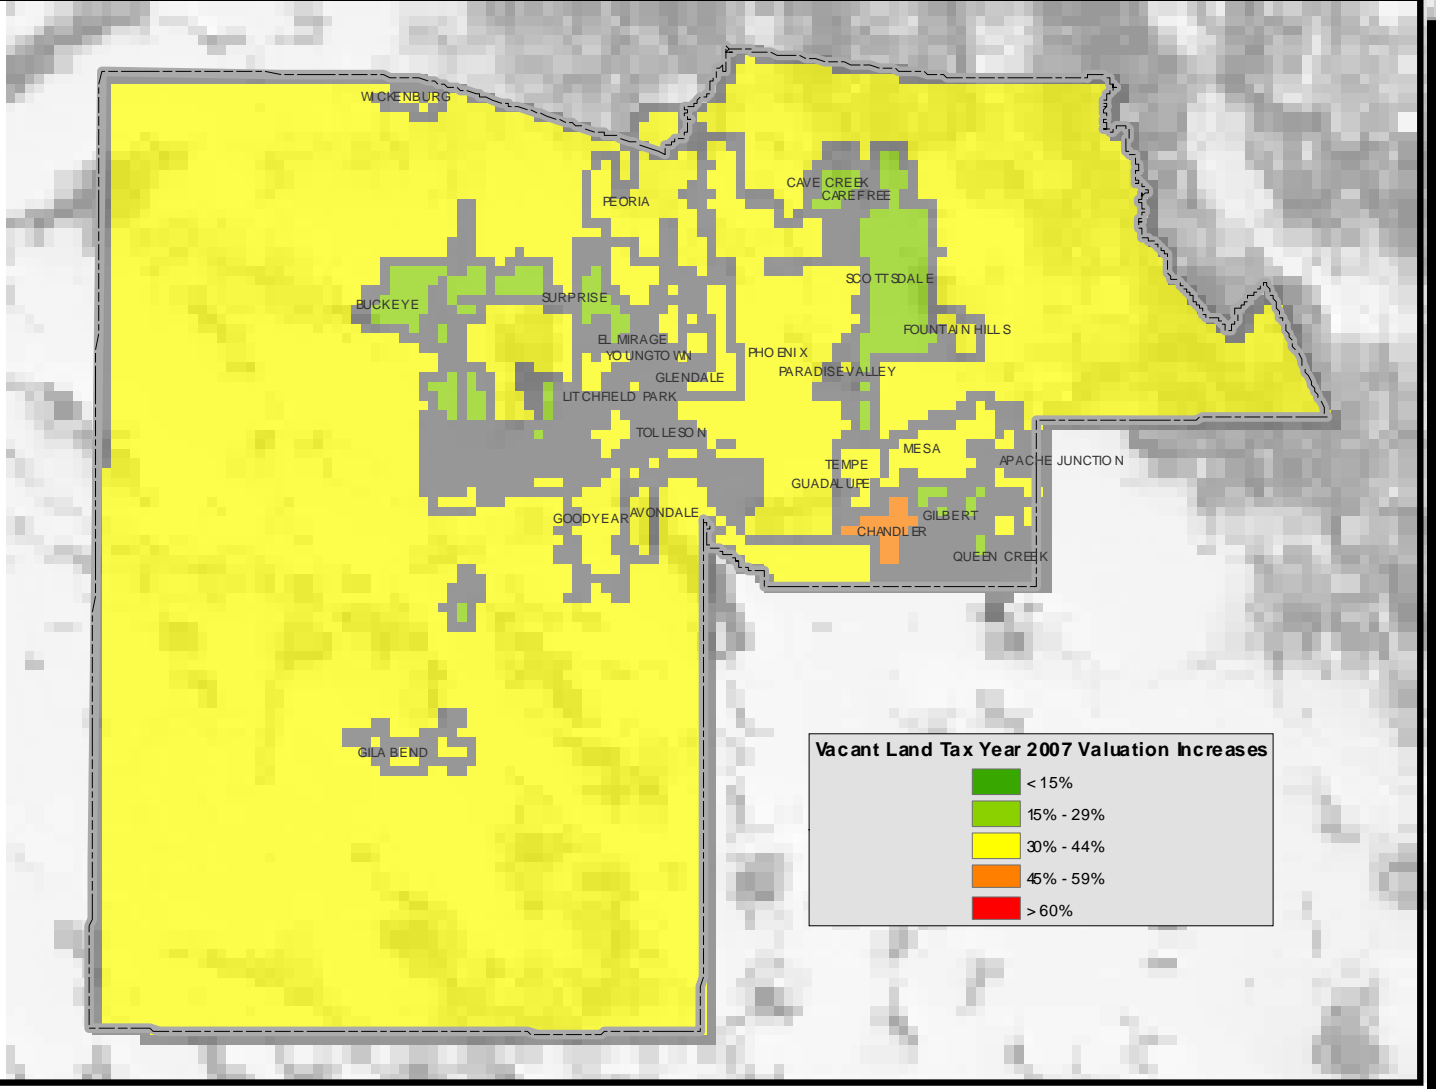 WICKENBURG
CAVE CREEK
CAREFREE
PEORIA
SCOTTSDALE
SURPRISE
BUCKEYE
FOUNTAIN HILLS
EL MIRAGE
YOUNGTOWN
PHOENIX
PARADISE VALLEY
GLENDALE
LITCHFIELD PARK
TOLLESON
MESA
APACHE JUNCTION
TEMPE
GUADALUPE
GOODYEAR
AVONDALE
GILBERT
CHANDLER
QUEEN CREEK
GILA BEND
Vacant Land Tax Year 2007 Valuation Increases
< 15%
15% - 29%
30% - 44%
45% - 59%
> 60%